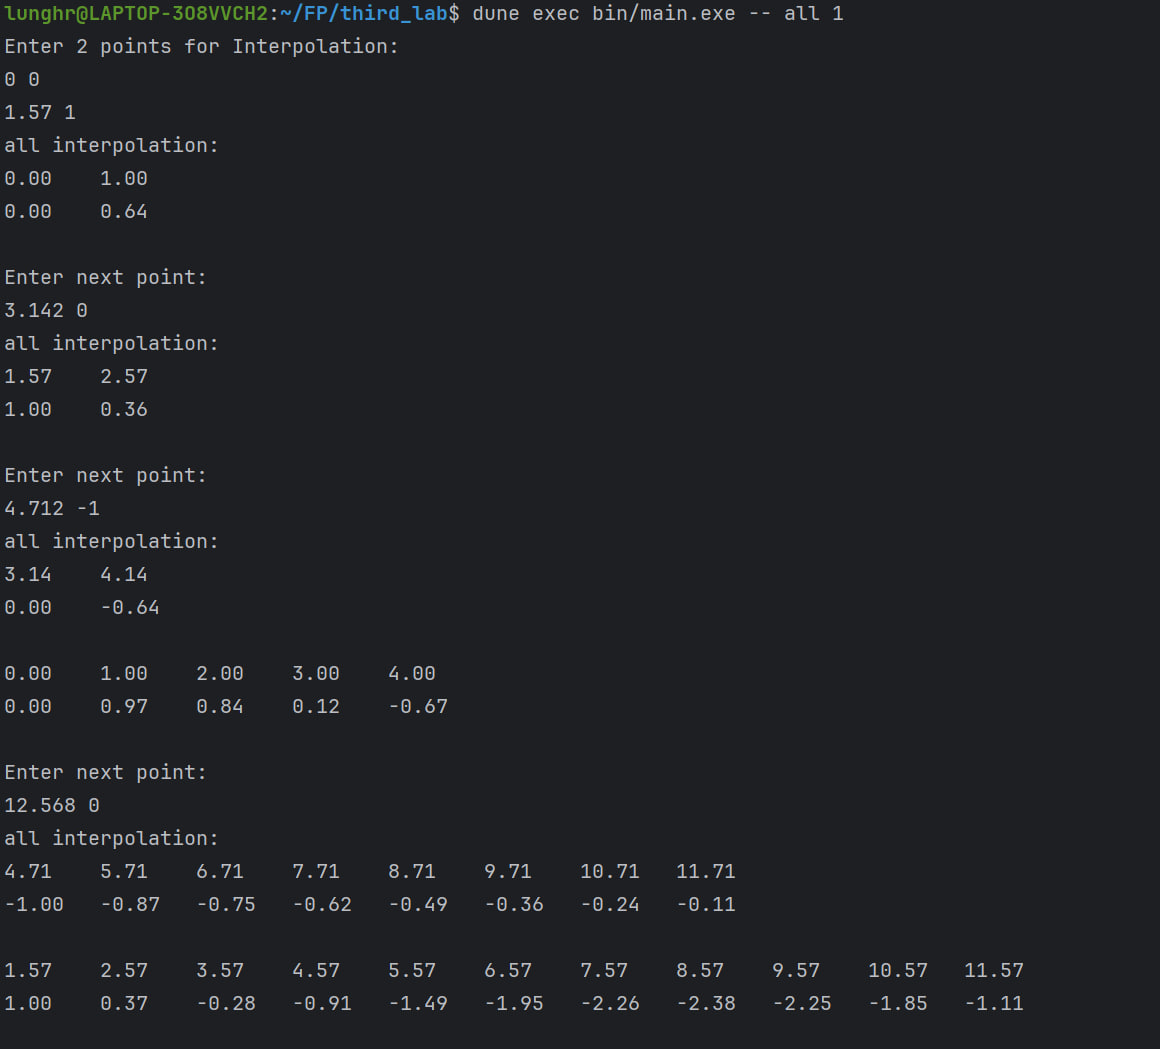 lunghr@LAPTOP-3O8VVCH2:~/FP/third_lab$ dune exec bin/main.exe -- all 1
Enter 2 points for Interpolation:
0 0
1.57 1
all interpolation:
0.00    1.00
0.00    0.64

Enter next point:
3.142 0
all interpolation:
1.57    2.57
1.00    0.36

Enter next point:
4.712 -1
all interpolation:
3.14    4.14
0.00    -0.64

0.00    1.00    2.00    3.00    4.00
0.00    0.97    0.84    0.12    -0.67

Enter next point:
12.568 0
all interpolation:
4.71    5.71    6.71    7.71    8.71    9.71    10.71   11.71
-1.00   -0.87   -0.75   -0.62   -0.49   -0.36   -0.24   -0.11

1.57    2.57    3.57    4.57    5.57    6.57    7.57    8.57    9.57    10.57   11.57
1.00    0.37    -0.28   -0.91   -1.49   -1.95   -2.26   -2.38   -2.25   -1.85   -1.11